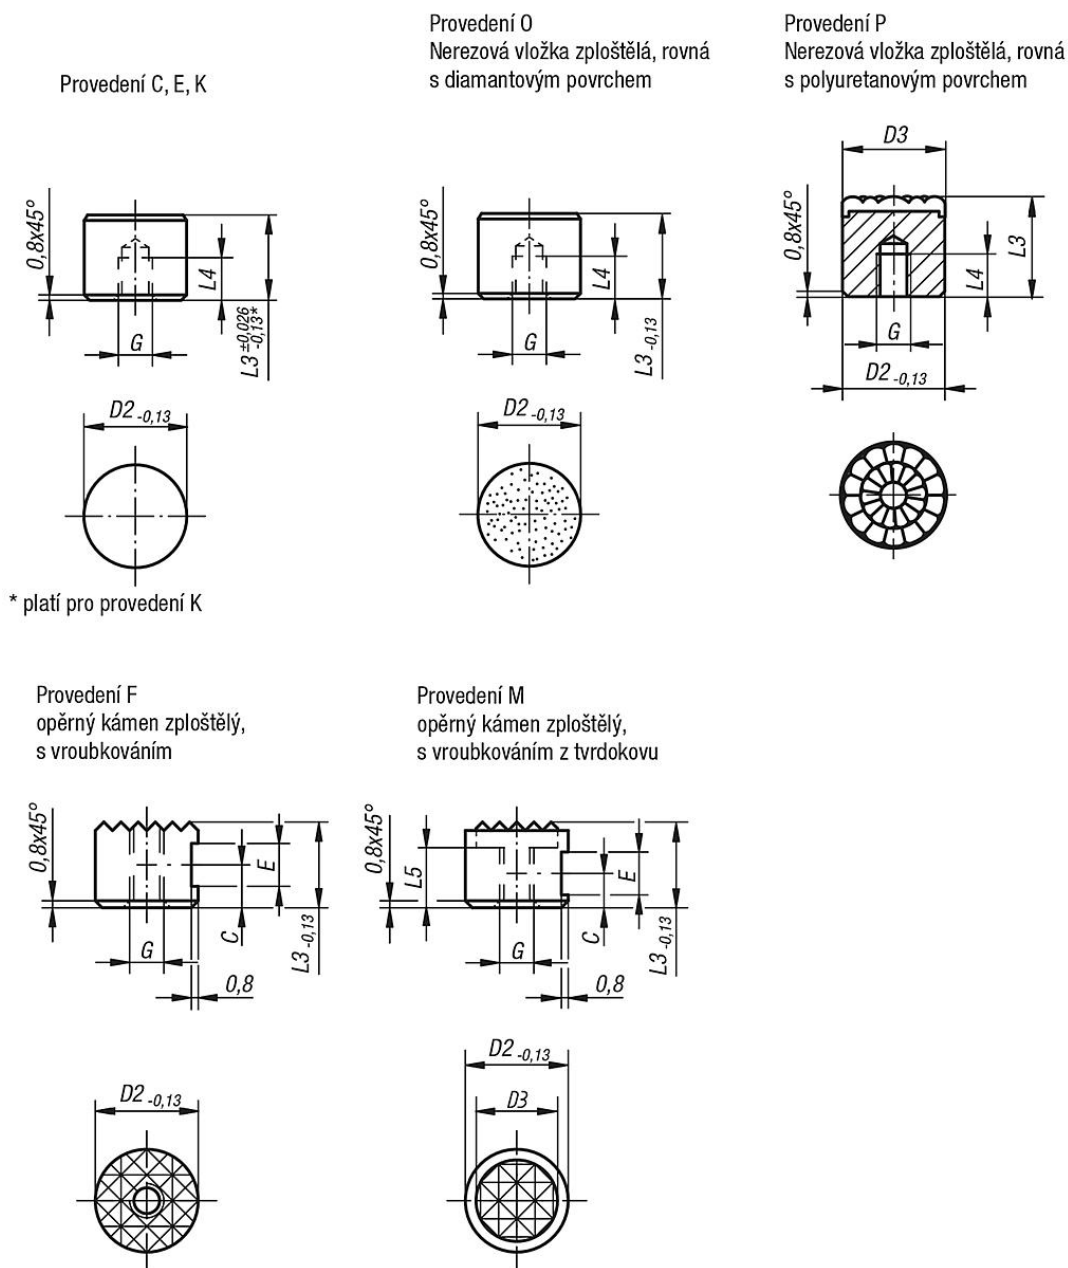 Provedení C, E, K
0,8x45°
L4
G
L3 ±0,026 -0,13*
D2 -0,13
* platí pro provedení K
Provedení O
Nerezová vložka zploštělá, rovná
s diamantovým povrchem
0,8x45°
L4
G
L3 -0,13
D2 -0,13
Provedení P
Nerezová vložka zploštělá, rovná
s polyuretanovým povrchem
D3
0,8x45°
L4
L3
G
D2 -0,13
Provedení F
opěrný kámen zploštělý,
s vroubkováním
0,8x45°
E
G
C
L3 -0,13
0,8
D2 -0,13
Provedení M
opěrný kámen zploštělý,
s vroubkováním z tvrdokovu
0,8x45°
L5
E
G
C
L3 -0,13
0,8
D2 -0,13
D3